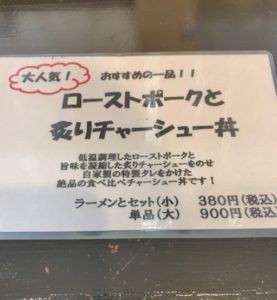 大人気！
おすすめの一品！！
ローストポークと
炙りチャーシュー丼
低温調理したローストポークと
旨味を凝縮した炙りチャーシューをのせ
自家製の特製タレをかけた
絶品の食べ比べチャーシュー丼です！
ラーメンとセット（小） 380円（税込）
単品（大） 900円（税込）